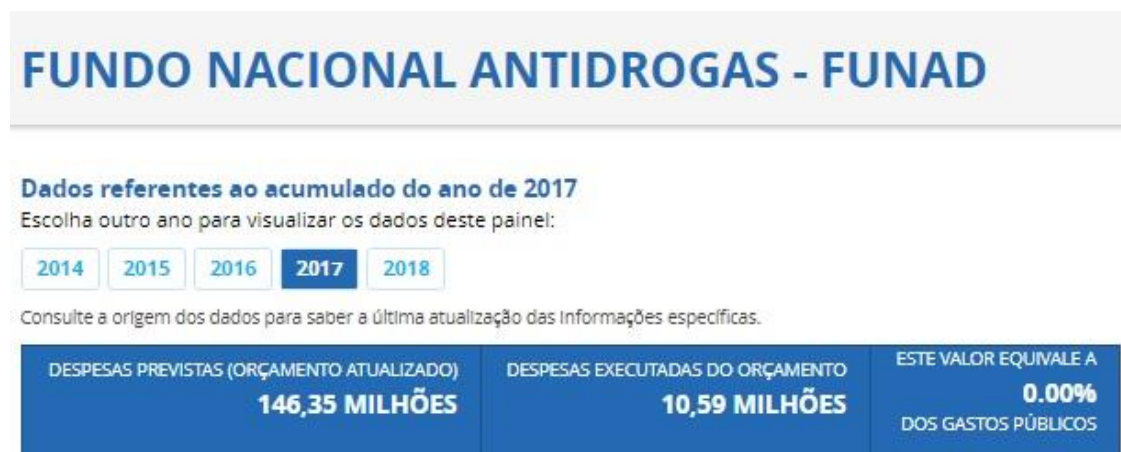 FUNDO NACIONAL ANTIDROGAS - FUNAD
Dados referentes ao acumulado do ano de 2017
Escolha outro ano para visualizar os dados deste painel:
2014 2015 2016 2017 2018
Consulte a origem dos dados para saber a última atualização das informações específicas.
DESPESAS PREVISTAS (ORÇAMENTO ATUALIZADO)
146,35 MILHÕES
DESPESAS EXECUTADAS DO ORÇAMENTO
10,59 MILHÕES
ESTE VALOR EQUIVALE A
0.00%
DOS GASTOS PÚBLICOS